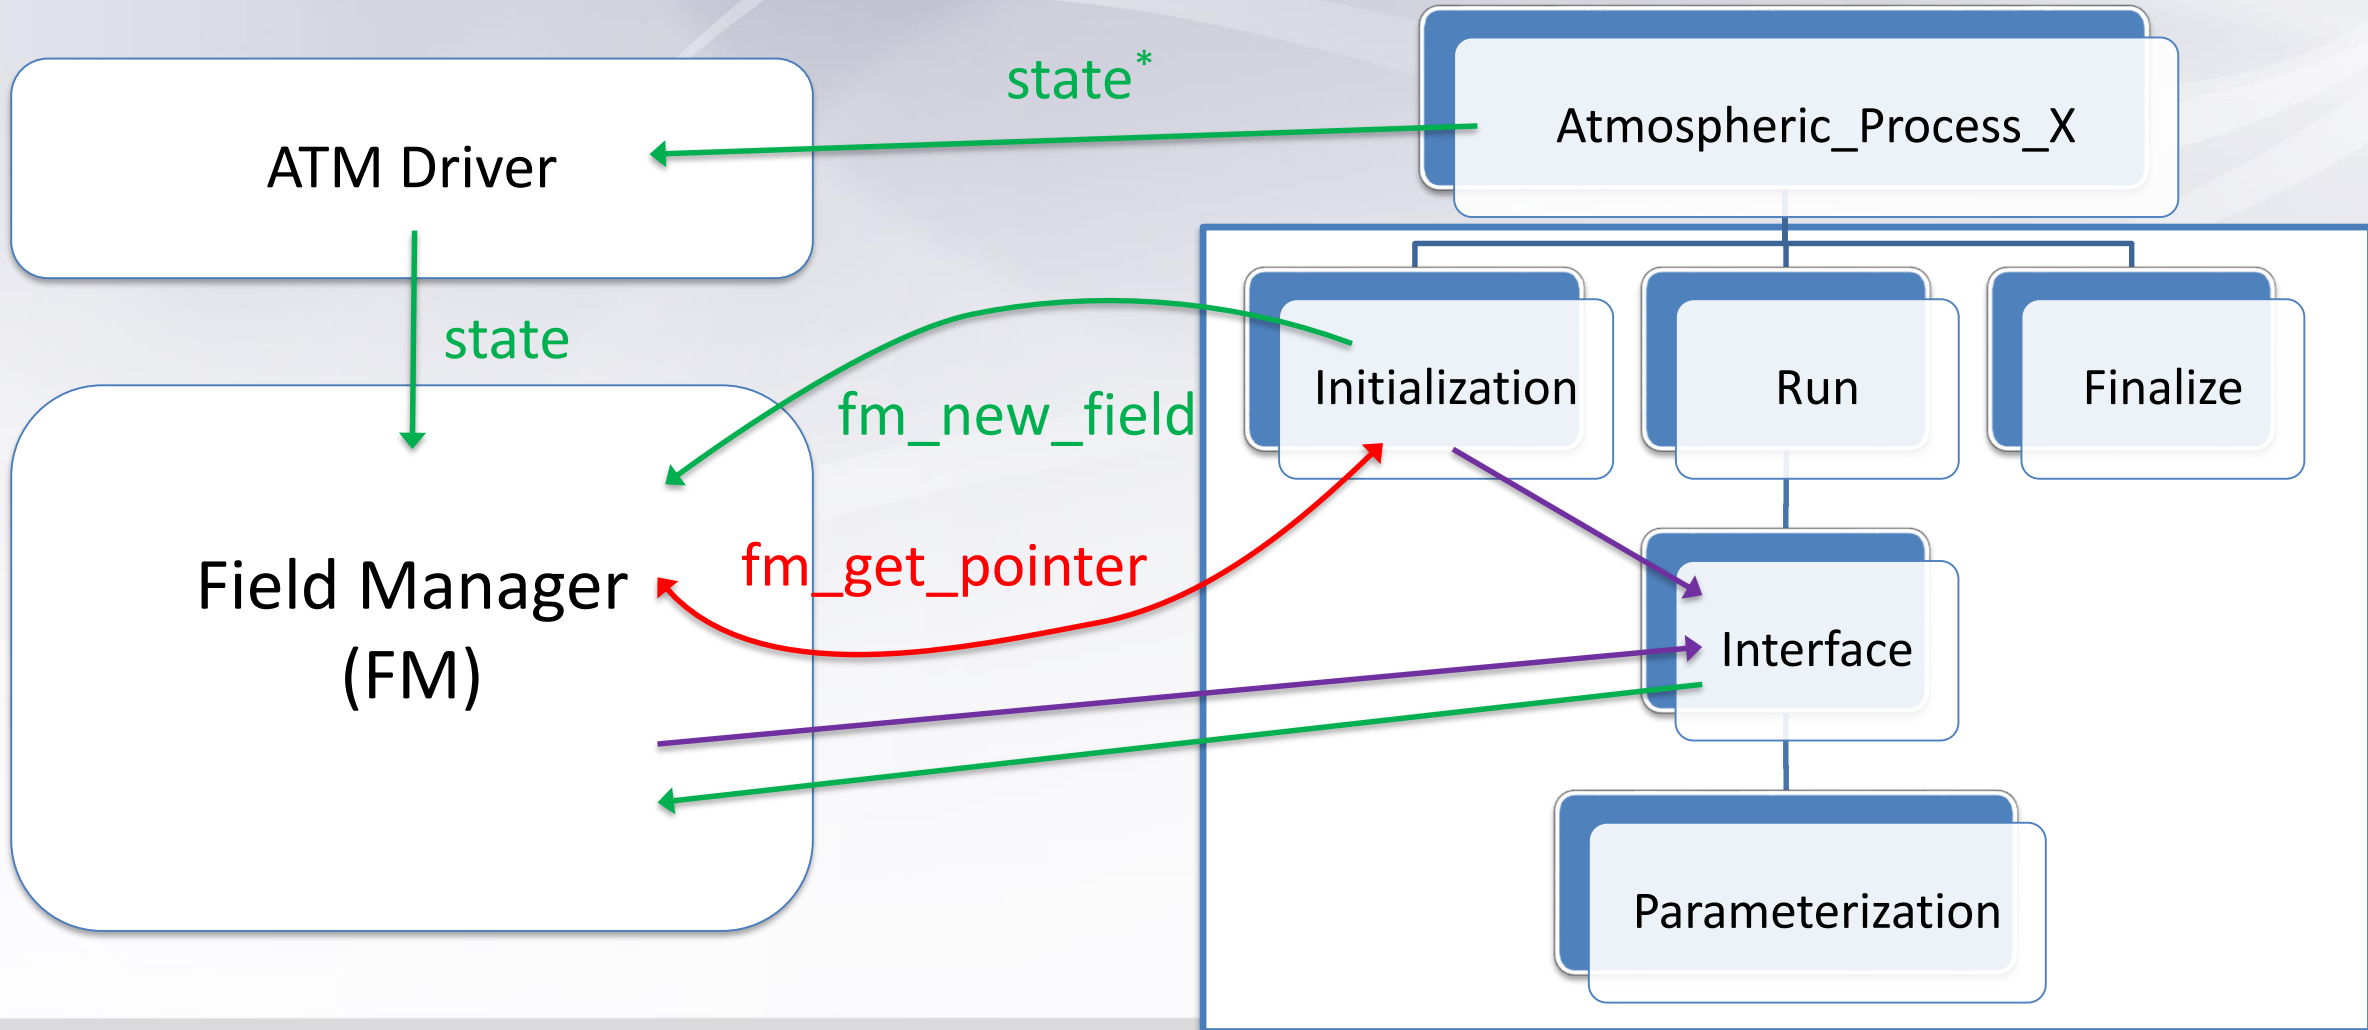 state*
Atmospheric_Process_X
ATM Driver
state
Initialization
Run
Finalize
fm_new_field
fm_get_pointer
Field Manager
(FM)
Interface
Parameterization